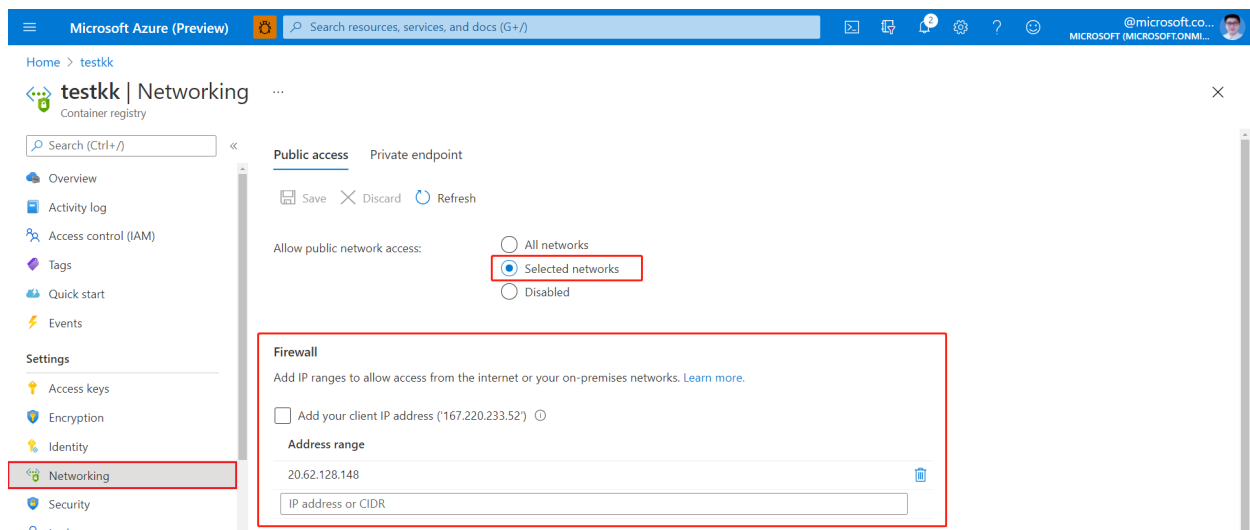 Microsoft Azure (Preview)
Search resources, services, and docs (G+/)
2
@microsoft.co...
MICROSOFT (MICROSOFT.ONMI...
Home > testkk
testkk | Networking ...
Container registry
Search (Ctrl+/)
«
Overview
Activity log
Access control (IAM)
Tags
Quick start
Events
Settings
Access keys
Encryption
Identity
Networking
Security
Public access Private endpoint
Save Discard Refresh
Allow public network access:
All networks
Selected networks
Disabled
Firewall
Add IP ranges to allow access from the internet or your on-premises networks. Learn more.
Add your client IP address ('167.220.233.52')
Address range
20.62.128.148
IP address or CIDR